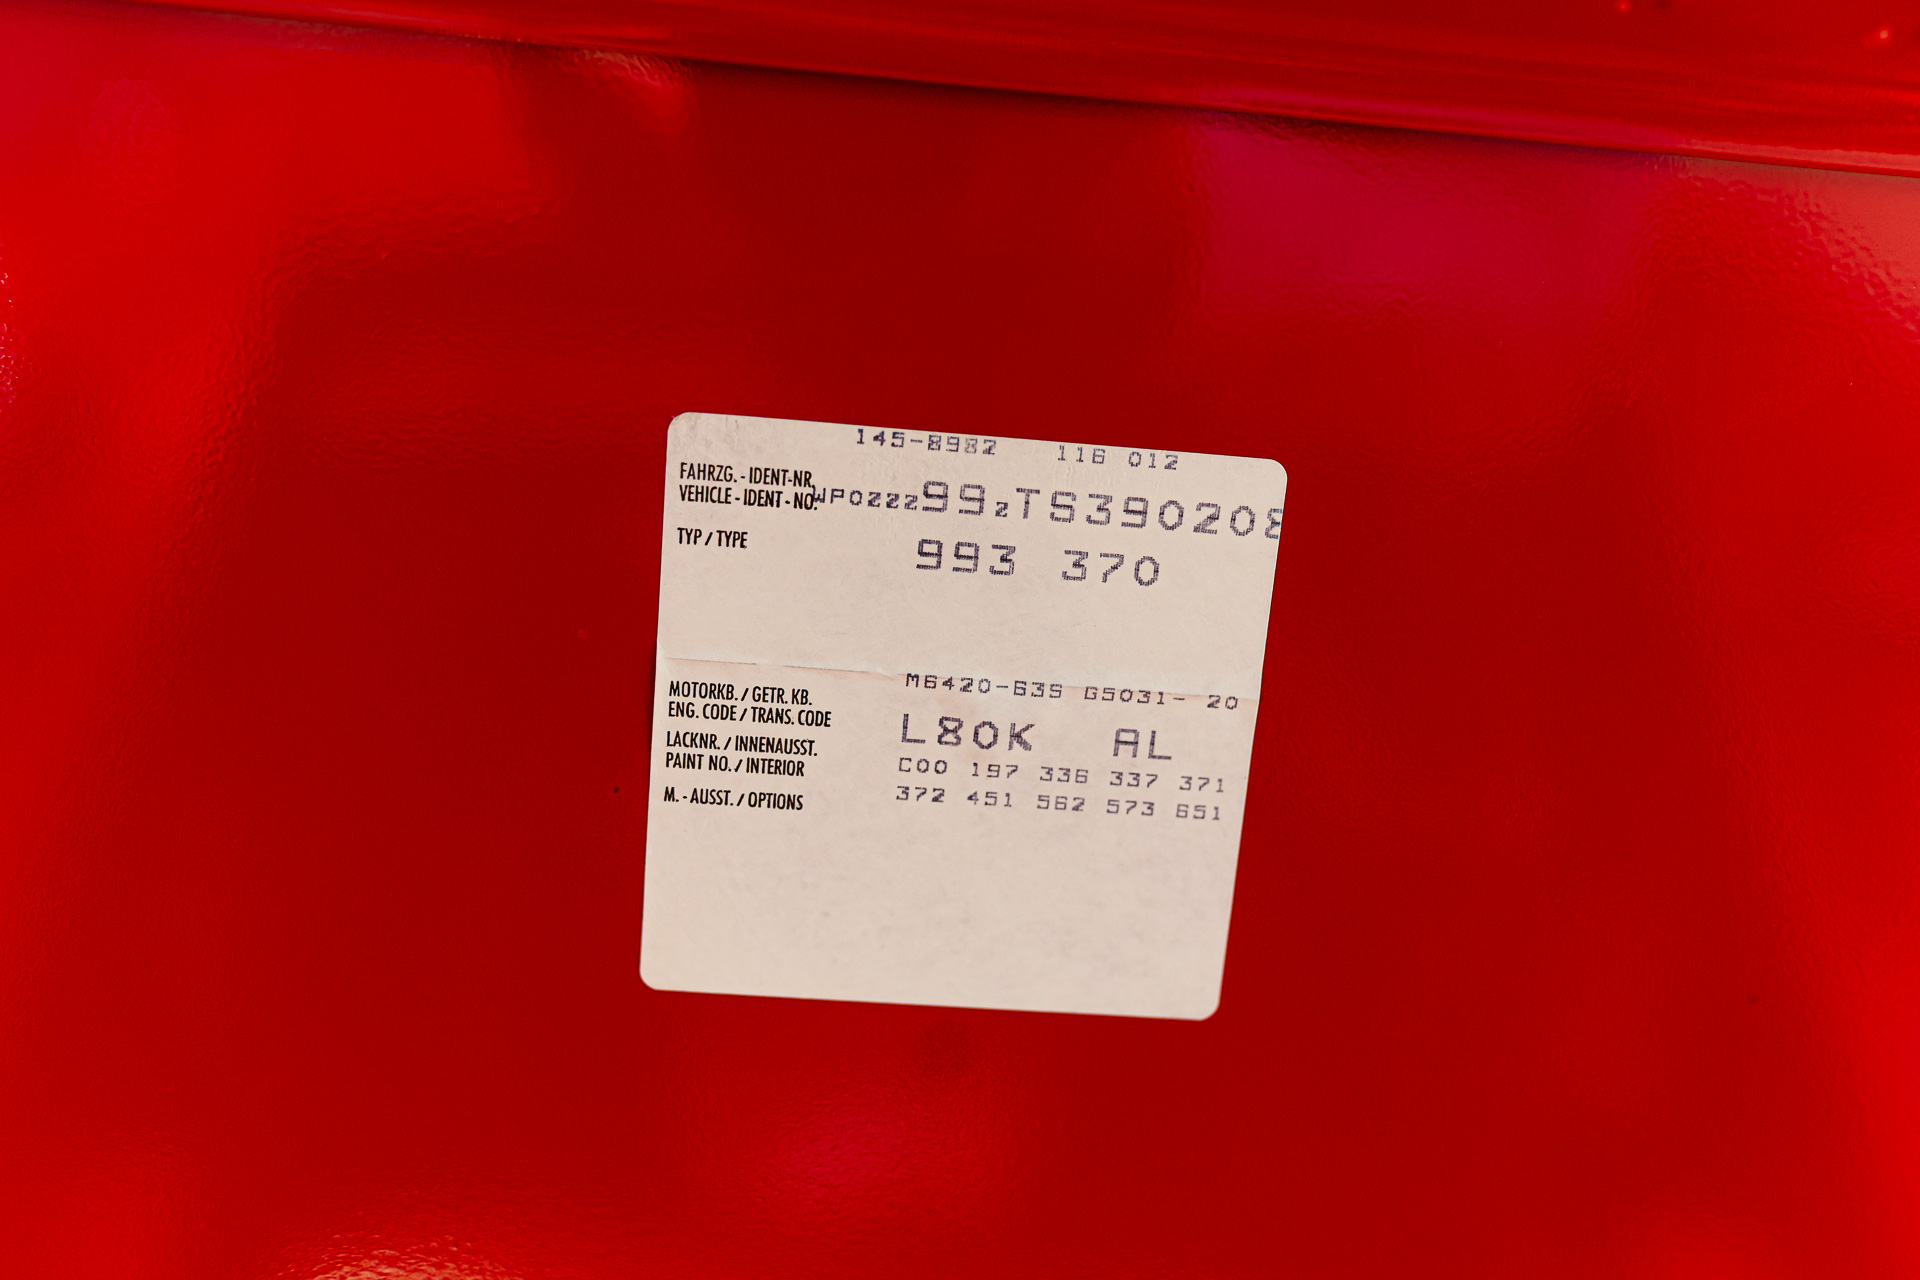 145-8982 116 012
FAHRZG. - IDENT-NR.
VEHICLE - IDENT - NO. WP0ZZZ99ZTS390208
TYP / TYPE 993 370
M6420-63S G5031- 20
MOTORKB. / GETR. KB.
ENG. CODE / TRANS. CODE
L80K AL
LACKNR. / INNENAUSST.
PAINT NO. / INTERIOR
C00 197 336 337 371
M. - AUSST. / OPTIONS
372 451 562 573 651